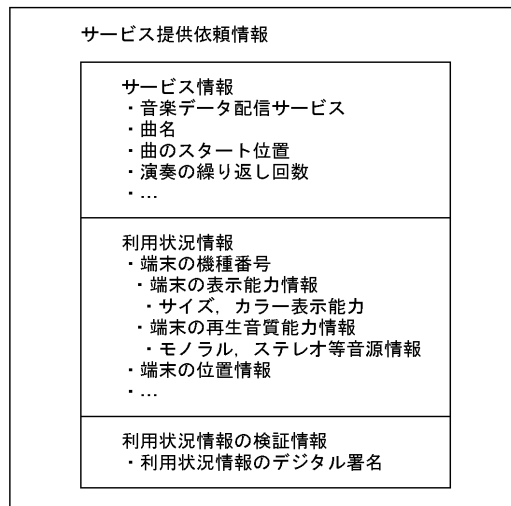 サービス提供依頼情報
サービス情報
・音楽データ配信サービス
・曲名
・曲のスタート位置
・演奏の繰り返し回数
・…
利用状況情報
・端末の機種番号
・端末の表示能力情報
・サイズ，カラー表示能力
・端末の再生音質能力情報
・モノラル，ステレオ等音源情報
・端末の位置情報
・…
利用状況情報の検証情報
・利用状況情報のデジタル署名